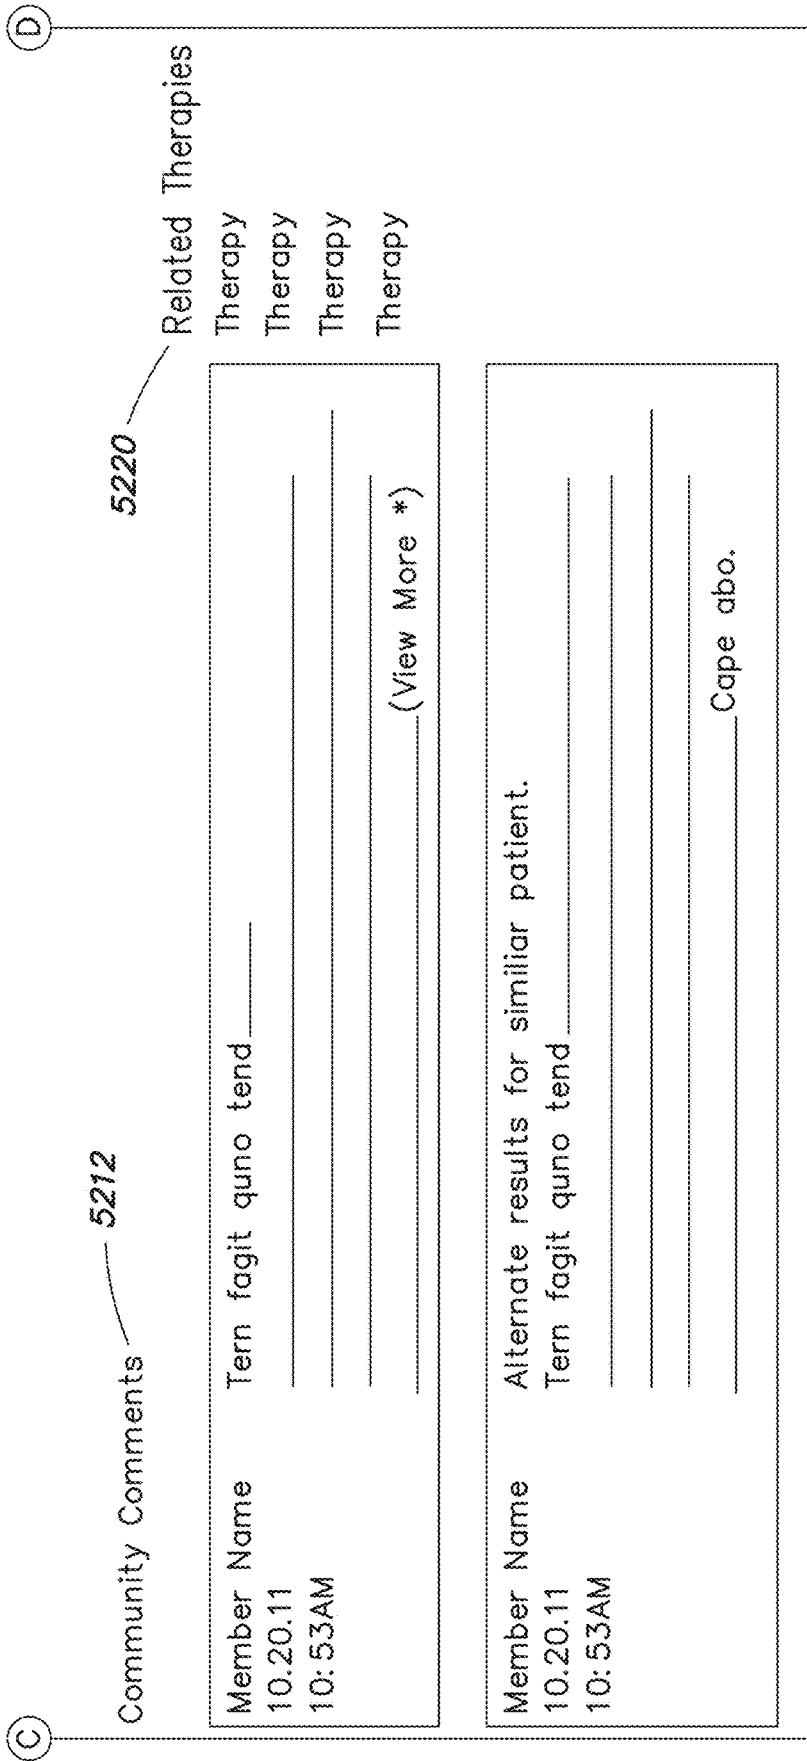 C
D
Community Comments
5212
5220
Related Therapies
Therapy
Therapy
Therapy
Therapy
Member Name
10.20.11
10:53AM
Tern fagit quno tend
(View More *)
Member Name
10.20.11
10:53AM
Alternate results for similiar patient.
Tern fagit quno tend
Cape abo.